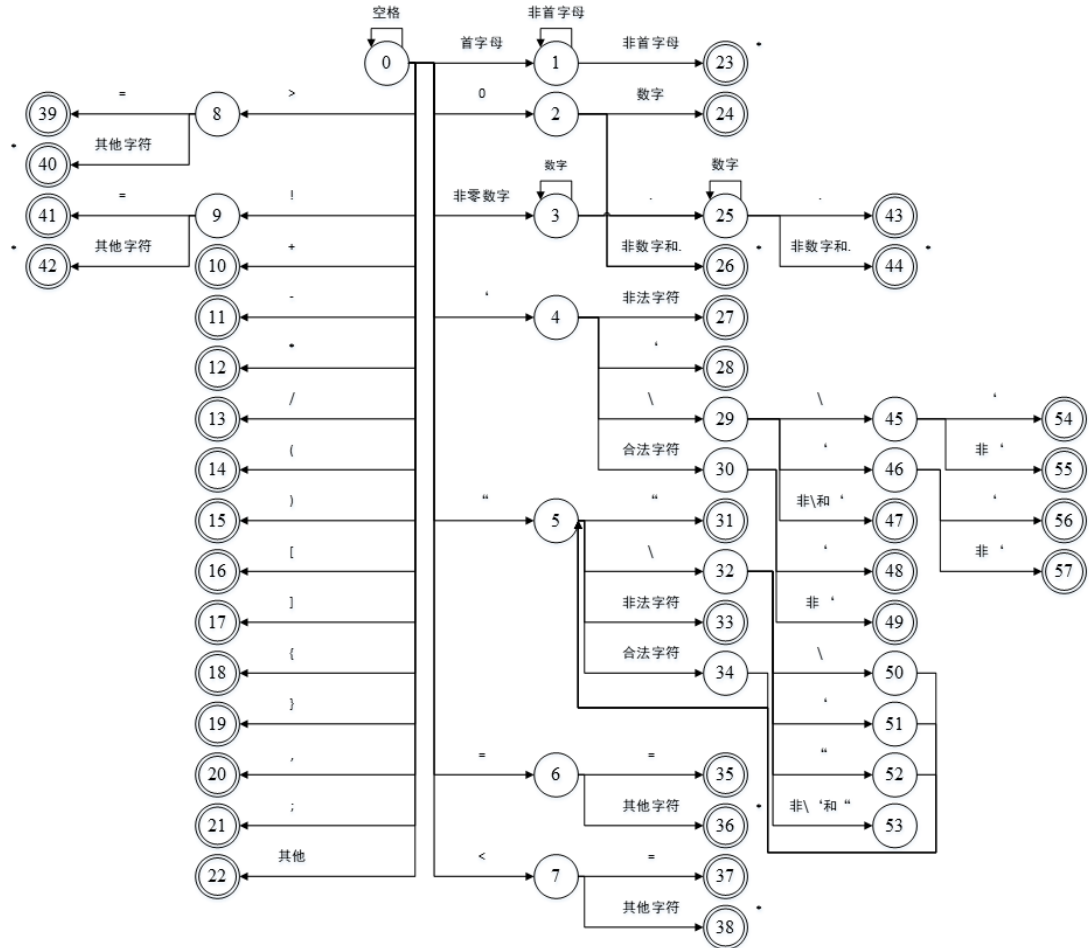 空格 非首字母
0 首字母 1 非首字母 23 *
39 = 8 > 0 2 数字 24
* 40 其他字符
数字 数字
41 = 9 ! 非零数字 3 . 25 . 43
* 42 其他字符 10 + 非数字和. 26 * 非数字和. 44 *
11 - ‘ 4 非法字符 27
12 * ‘ 28
13 / \ 29 \ 45 ‘ 54
14 ( 合法字符 30 ‘ 46 非‘ 55
15 ) “ 5 “ 31 非\和‘ 47 ‘ 56
16 [ \ 32 ‘ 48 非‘ 57
17 ] 非法字符 33 非‘ 49
18 { 合法字符 34 \ 50
19 } ‘ 51
20 , = 6 = 35 “ 52
21 ; 其他字符 36 * 非\‘和“ 53
22 其他 < 7 = 37
其他字符 38 *